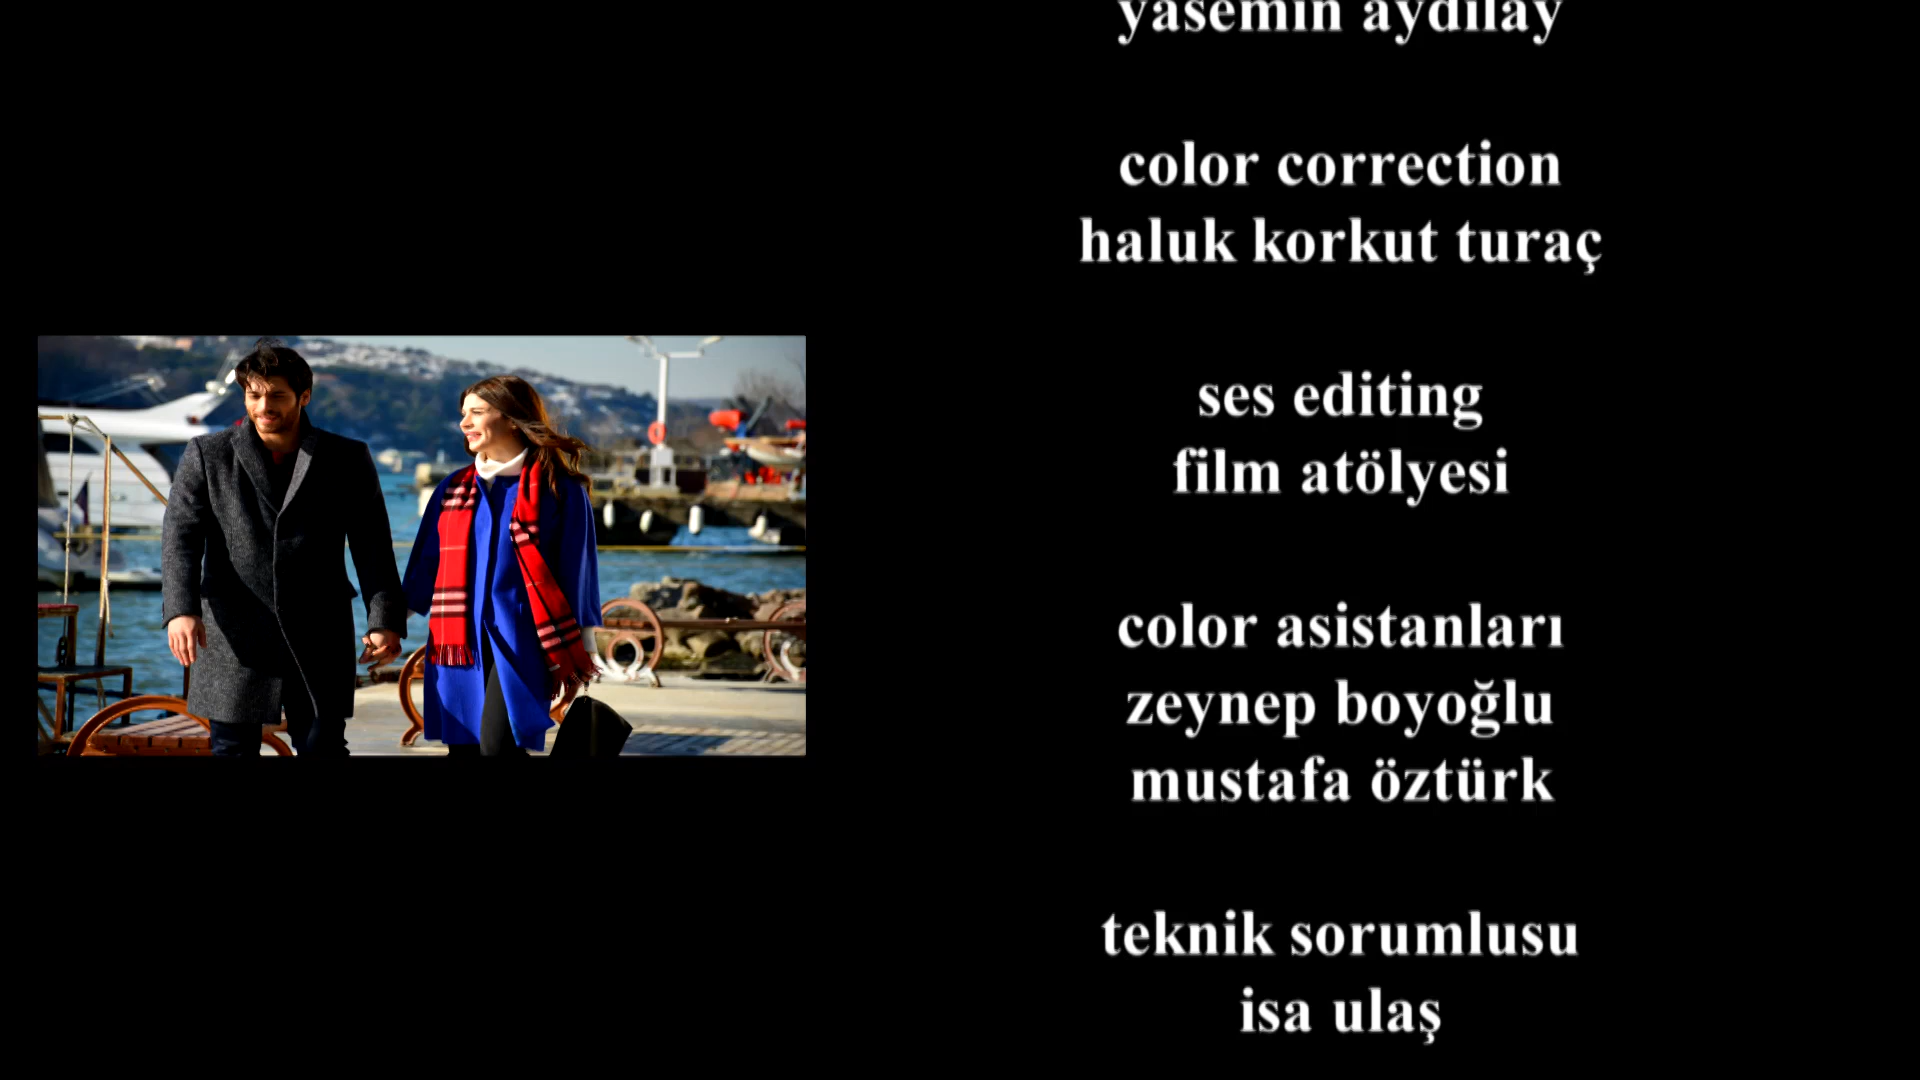 yasemin aydılay
color correction
haluk korkut turaç
ses editing
film atölyesi
color asistanları
zeynep boyoğlu
mustafa öztürk
teknik sorumlusu
isa ulaş